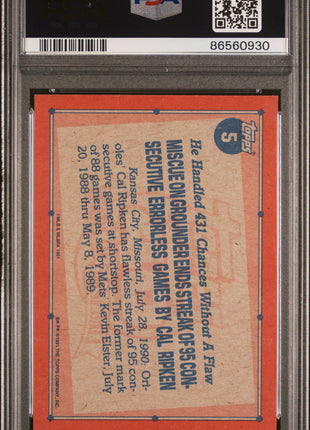 PSA
86560930
Topps
5
He Handled 431 Chances Without A Flaw
MISCUE ON GROUNDER ENDS STREAK OF 95 CON-
SECUTIVE ERRORLESS GAMES BY CAL RIPKEN
Kansas City, Missouri, July 28, 1990: Ori-
oles' Cal Ripken has flawless streak of 95 con-
secutive games at shortstop. The former mark
of 88 games was set by Mets' Kevin Elster, July
20, 1988 thru May 8, 1989.